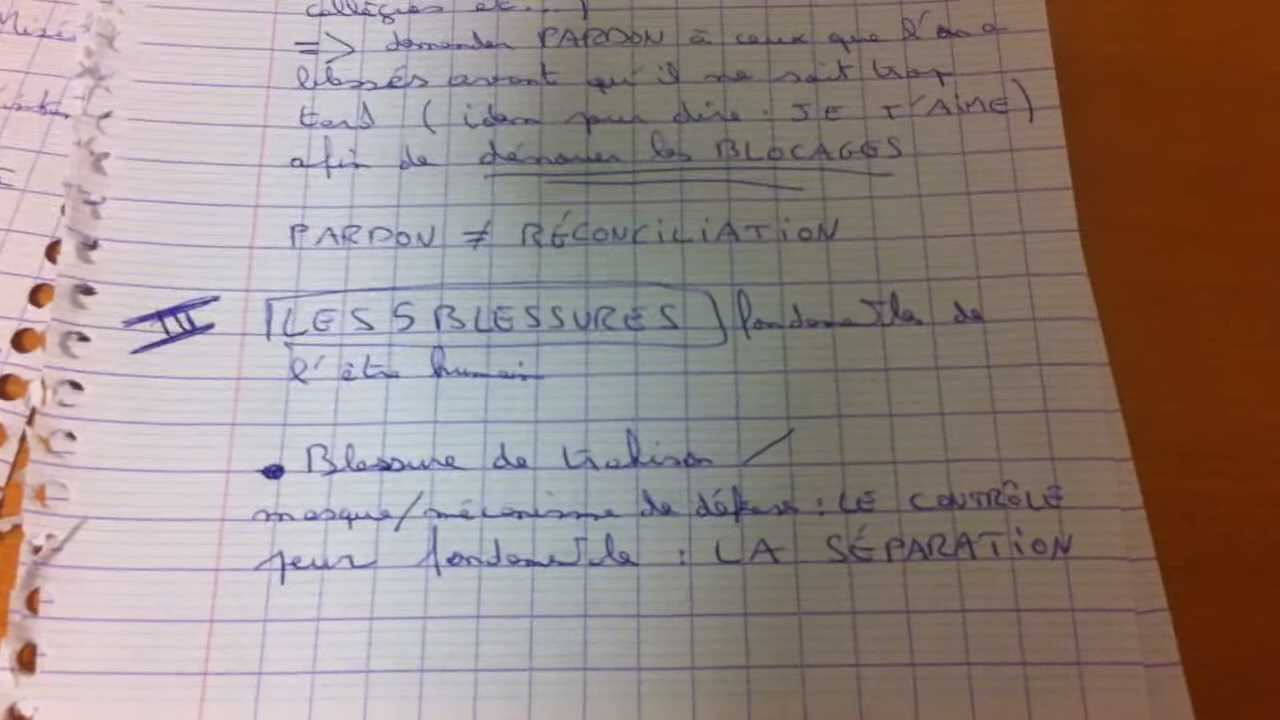 collègues etc...)
=> demander PARDON à ceux que l'on a
blessés avant qu'il ne soit trop
tard (idem pour dire : JE T'AIME)
afin de dénouer les BLOCAGES
PARDON ≠ RÉCONCILIATION
III LES 5 BLESSURES fondamentales de
l'être humain
• Blessure de trahison /
masque/mécanisme de défense : LE CONTRÔLE
peur fondamentale : LA SÉPARATION